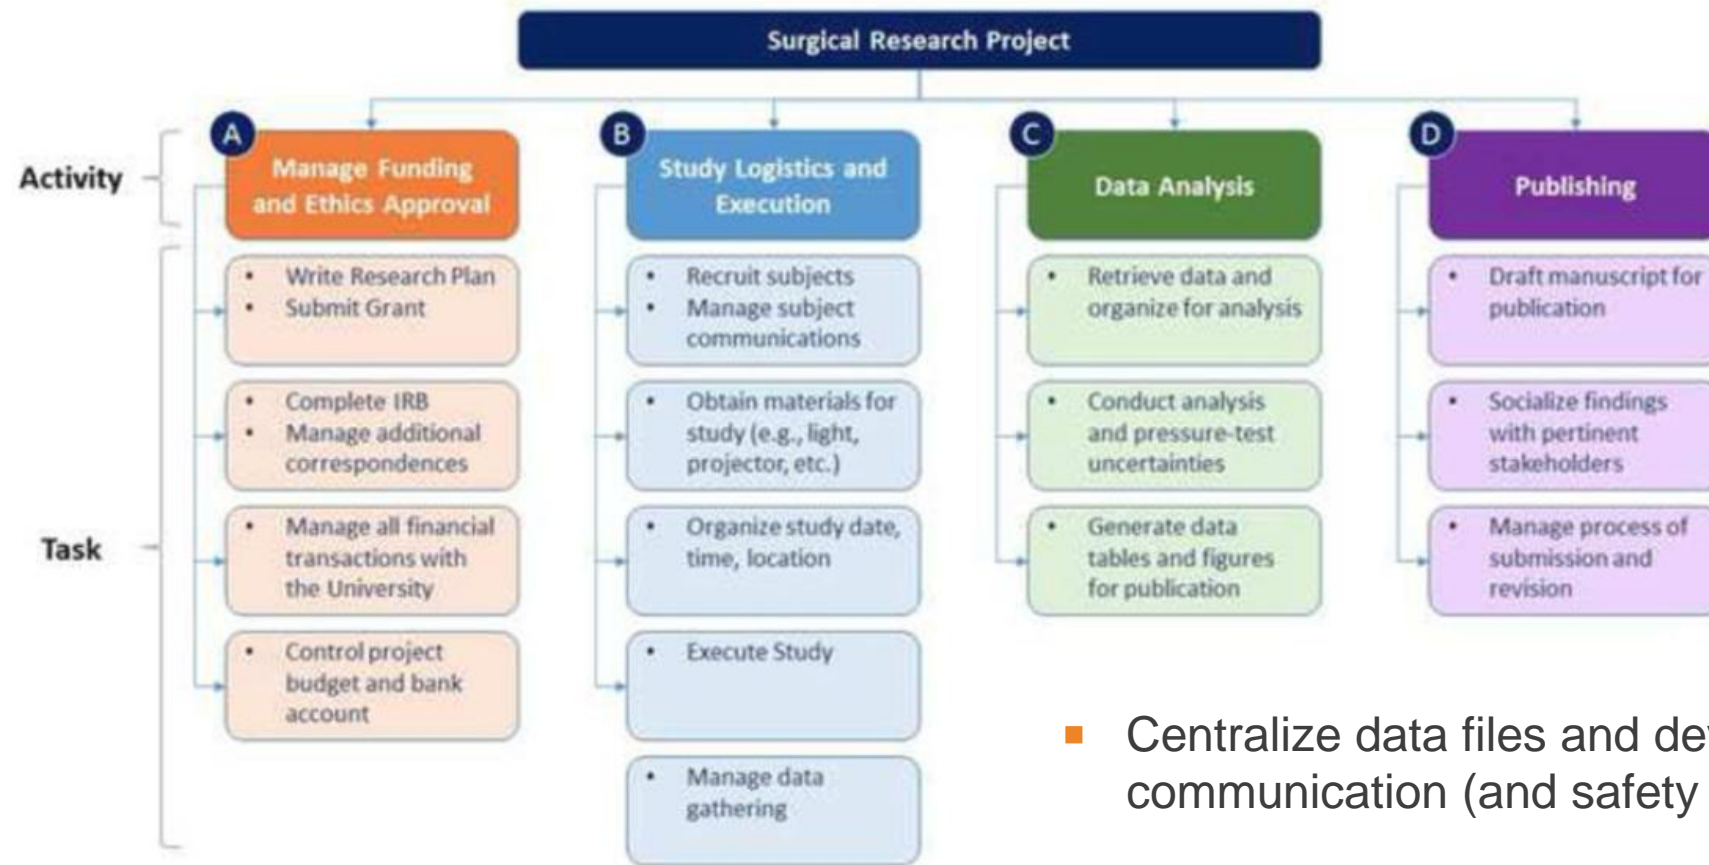 Surgical Research Project
Activity
A
Manage Funding
and Ethics Approval
B
Study Logistics and
Execution
C
Data Analysis
D
Publishing
Task
• Write Research Plan
• Submit Grant
• Complete IRB
• Manage additional
correspondences
• Manage all financial
transactions with
the University
• Control project
budget and bank
account
• Recruit subjects
• Manage subject
communications
• Obtain materials for
study (e.g., light,
projector, etc.)
• Organize study date,
time, location
• Execute Study
• Manage data
gathering
• Retrieve data and
organize for analysis
• Conduct analysis
and pressure-test
uncertainties
• Generate data
tables and figures
for publication
• Draft manuscript for
publication
• Socialize findings
with pertinent
stakeholders
• Manage process of
submission and
revision
▪ Centralize data files and
communication (and safety